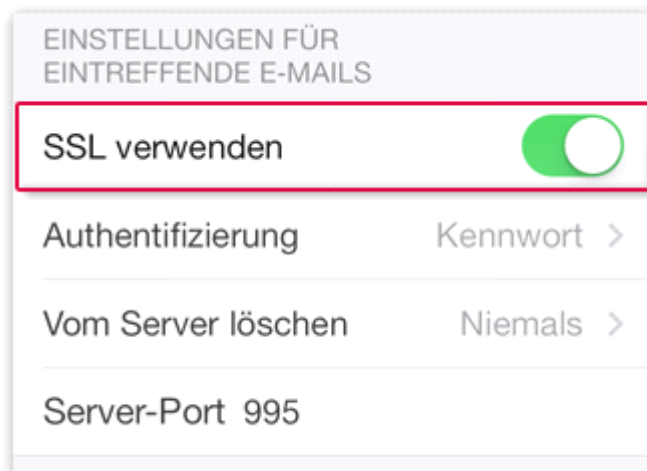 EINSTELLUNGEN FÜR
EINTREFFENDE E-MAILS
SSL verwenden
Authentifizierung Kennwort
Vom Server löschen Niemals
Server-Port 995